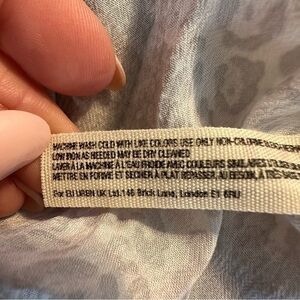 MACHINE WASH COLD WITH LIKE COLORS USE ONLY NON-CHLORINE
LOW IRON AS NEEDED MAY BE DRY CLEANED
LAVER À LA MACHINE À L'EAU FROIDE AVEC COULEURS SIMILAIRES
METTRE EN FORME ET SÉCHER À PLAT REPASSER, AU BESOIN, À
For EU URBN UK Ltd.146 Brick Lane, London E1 6RU